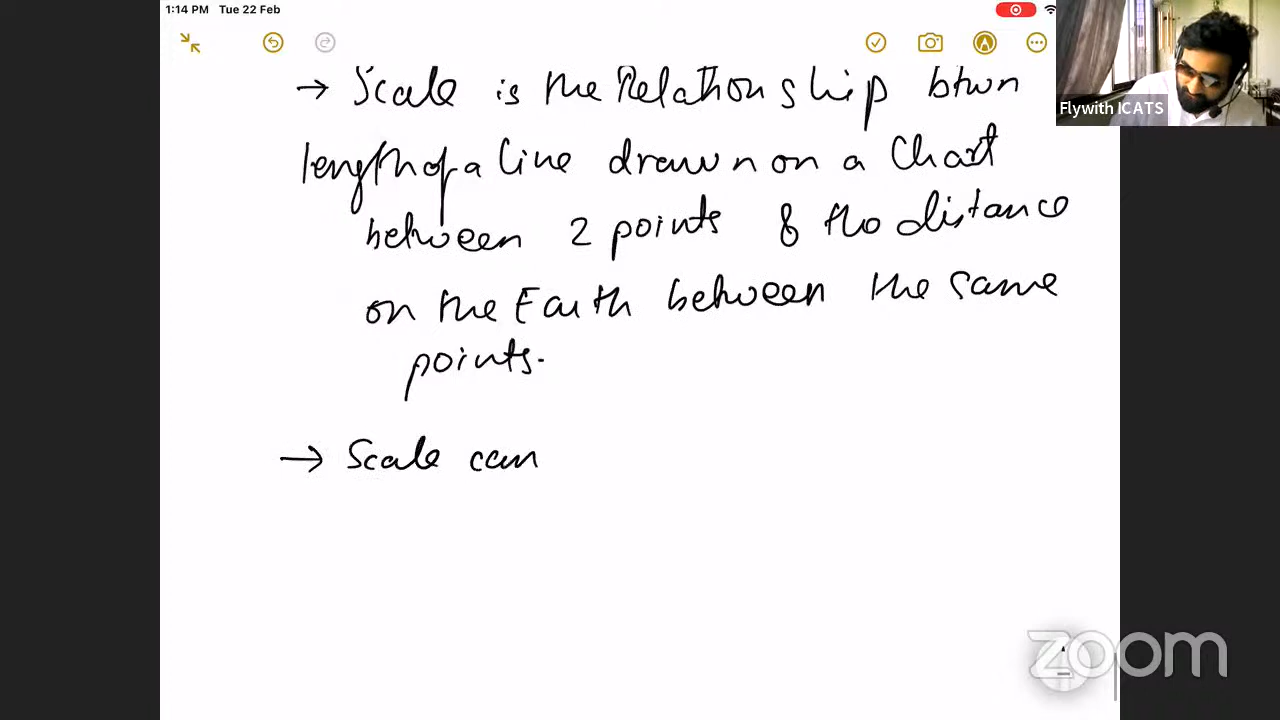 1:14 PM Tue 22 Feb
→ Scale is the Relationship btwn
Flywith ICATS
length of a line drawn on a Chart
between 2 points & the distance
on the Earth between the same
points.
→ Scale can
zoom